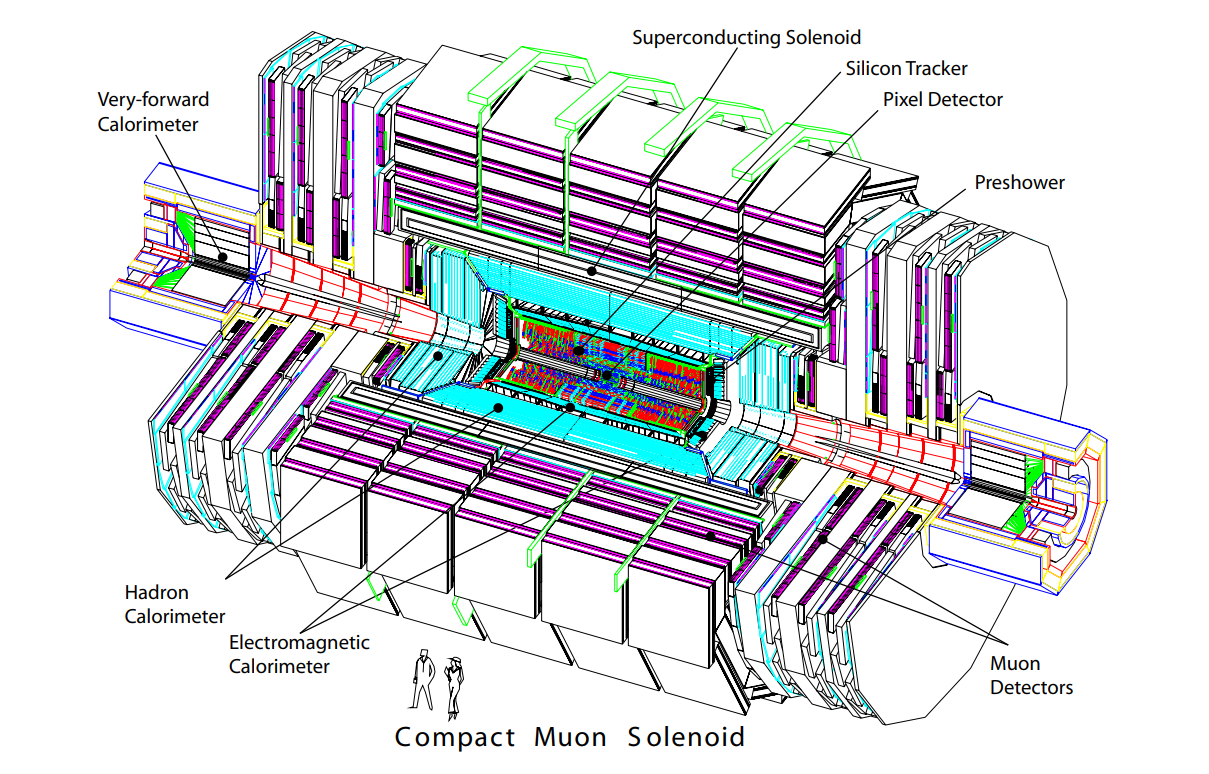 Superconducting Solenoid
Silicon Tracker
Pixel Detector
Very-forward
Calorimeter
Preshower
Hadron
Calorimeter
Electromagnetic
Calorimeter
Muon
Detectors
Compact Muon Solenoid